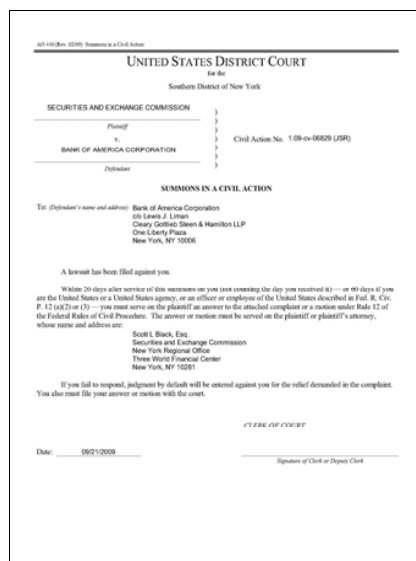 AO 440 (Rev. 02/09) Summons in a Civil Action
UNITED STATES DISTRICT COURT
for the
Southern District of New York
SECURITIES AND EXCHANGE COMMISSION
Plaintiff
v.
BANK OF AMERICA CORPORATION
Defendant
)
)
)
)
)
Civil Action No. 1:09-cv-06829 (JSR)
SUMMONS IN A CIVIL ACTION
To: (Defendant's name and address) Bank of America Corporation
c/o Lewis J. Liman
Cleary Gottlieb Steen & Hamilton LLP
One Liberty Plaza
New York, NY 10006
A lawsuit has been filed against you.
Within 20 days after service of this summons on you (not counting the day you received it) — or 60 days if you
are the United States or a United States agency, or an officer or employee of the United States described in Fed. R. Civ.
P. 12 (a)(2) or (3) — you must serve on the plaintiff an answer to the attached complaint or a motion under Rule 12 of
the Federal Rules of Civil Procedure. The answer or motion must be served on the plaintiff or plaintiff's attorney,
whose name and address are:
Scott L Black, Esq.
Securities and Exchange Commission
New York Regional Office
Three World Financial Center
New York, NY 10281
If you fail to respond, judgment by default will be entered against you for the relief demanded in the complaint.
You also must file your answer or motion with the court.
CLERK OF COURT
Date: 09/21/2009
Signature of Clerk or Deputy Clerk